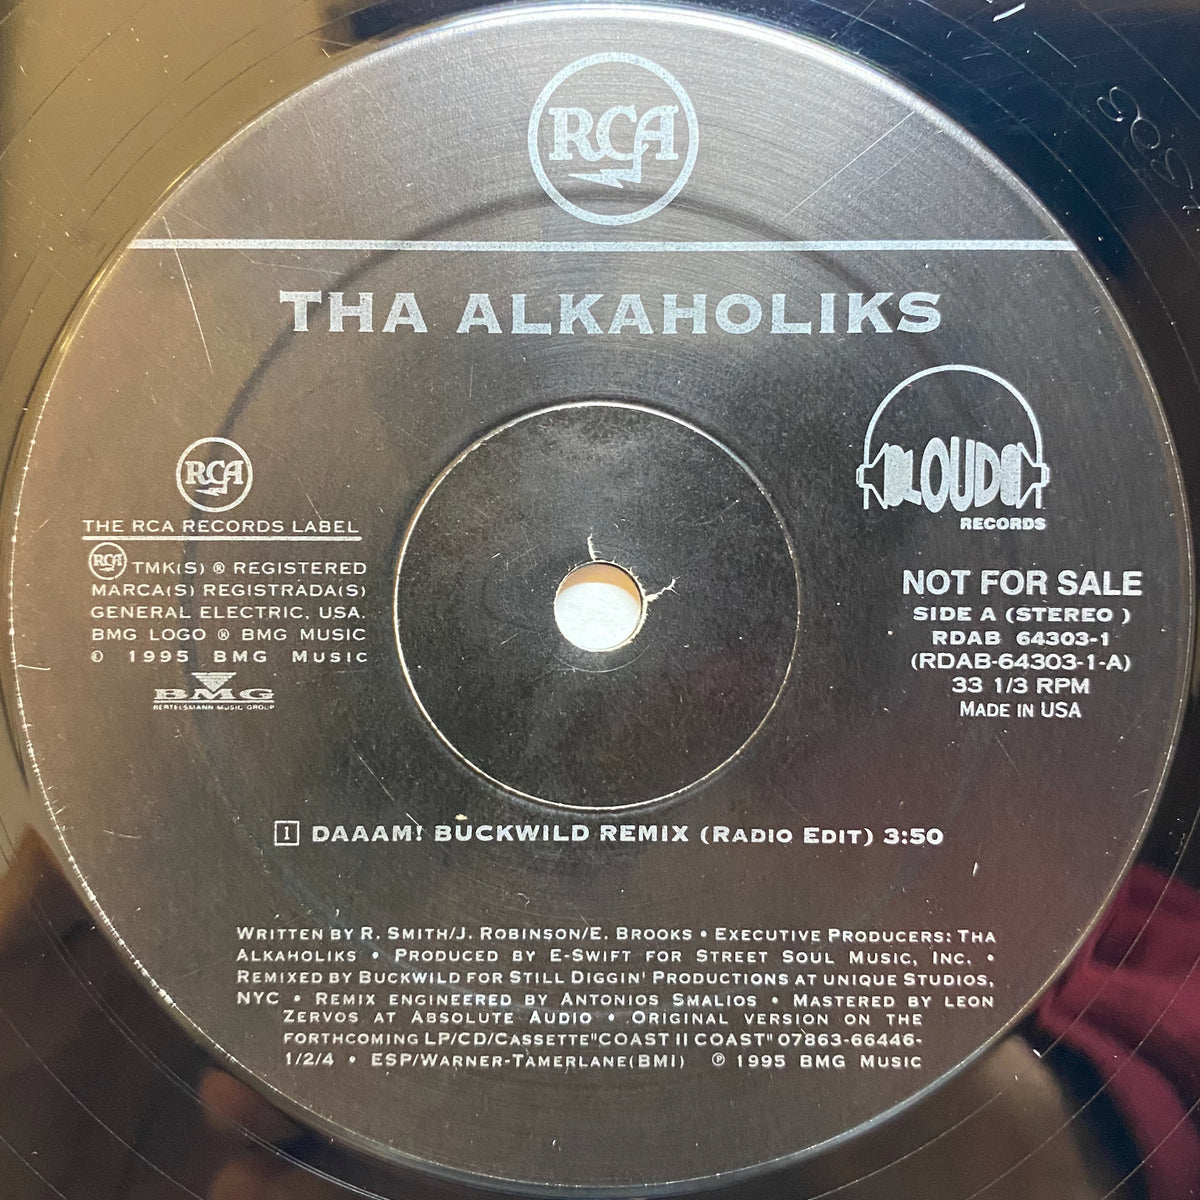 RCA
THA ALKAHOLIKS
RCA
THE RCA RECORDS LABEL
RCA TMK(S) ® REGISTERED
MARCA(S) REGISTRADA(S)
GENERAL ELECTRIC, USA.
BMG LOGO ® BMG MUSIC
© 1995 BMG MUSIC
BMG
BERTELSMANN MUSIC GROUP
LOUD
RECORDS
NOT FOR SALE
SIDE A (STEREO )
RDAB 64303-1
(RDAB-64303-1-A)
33 1/3 RPM
MADE IN USA
1 DAAAM! BUCKWILD REMIX (RADIO EDIT) 3:50
WRITTEN BY R. SMITH/J. ROBINSON/E. BROOKS • EXECUTIVE PRODUCERS: THA
ALKAHOLIKS • PRODUCED BY E-SWIFT FOR STREET SOUL MUSIC, INC. •
REMIXED BY BUCKWILD FOR STILL DIGGIN' PRODUCTIONS AT UNIQUE STUDIOS,
NYC • REMIX ENGINEERED BY ANTONIOS SMALIOS • MASTERED BY LEON
ZERVOS AT ABSOLUTE AUDIO • ORIGINAL VERSION ON THE
FORTHCOMING LP/CD/CASSETTE"COAST II COAST" 07863-66446-
1/2/4 • ESP/WARNER-TAMERLANE(BMI) ℗ 1995 BMG MUSIC